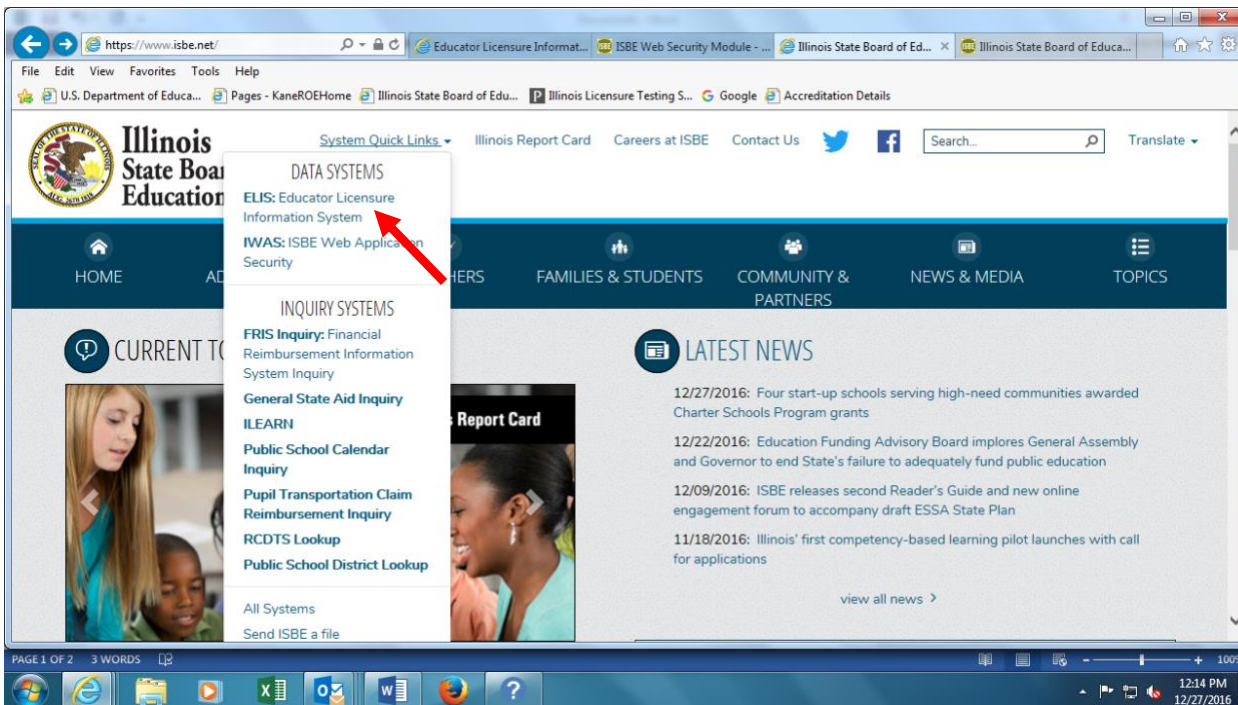 https://www.isbe.net/
Educator Licensure Informat...
ISBE Web Security Module - ...
Illinois State Board of Ed...
Illinois State Board of Educa...
File Edit View Favorites Tools Help
U.S. Department of Educa...
Pages - KaneROEHome
Illinois State Board of Edu...
Illinois Licensure Testing S...
Google
Accreditation Details
Illinois
State Boar
Education
System Quick Links
Illinois Report Card
Careers at ISBE
Contact Us
Search...
Translate
DATA SYSTEMS
ELIS: Educator Licensure
Information System
IWAS: ISBE Web Application
Security
INQUIRY SYSTEMS
FRIS Inquiry: Financial
Reimbursement Information
System Inquiry
General State Aid Inquiry
ILEARN
Public School Calendar
Inquiry
Pupil Transportation Claim
Reimbursement Inquiry
RCDTS Lookup
Public School District Lookup
All Systems
Send ISBE a file
HOME
AD
HERS
FAMILIES & STUDENTS
COMMUNITY &
PARTNERS
NEWS & MEDIA
TOPICS
CURRENT TO
Report Card
LATEST NEWS
12/27/2016: Four start-up schools serving high-need communities awarded
Charter Schools Program grants
12/22/2016: Education Funding Advisory Board implores General Assembly
and Governor to end State's failure to adequately fund public education
12/09/2016: ISBE releases second Reader's Guide and new online
engagement forum to accompany draft ESSA State Plan
11/18/2016: Illinois' first competency-based learning pilot launches with call
for applications
view all news >
PAGE 1 OF 2 3 WORDS
100%
12:14 PM
12/27/2016